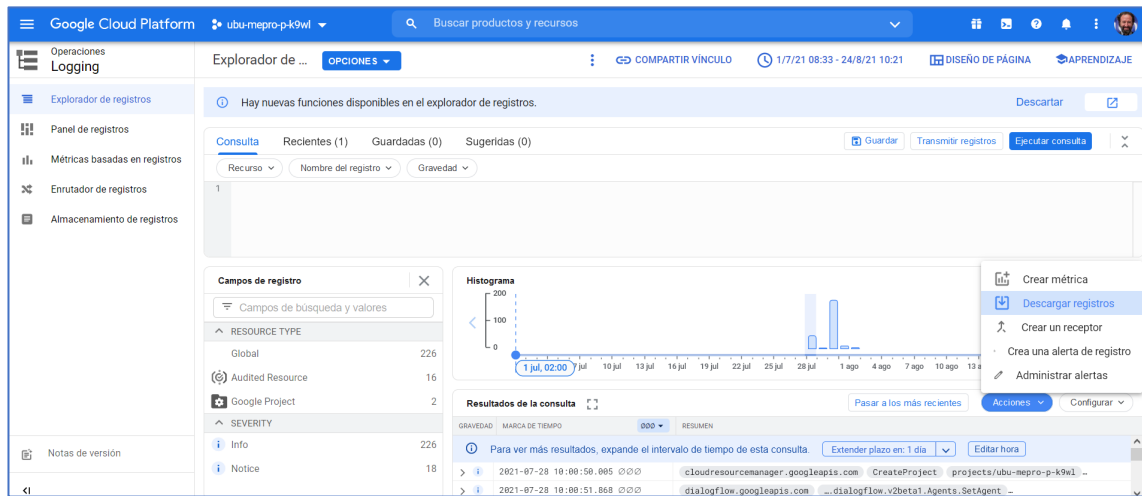 Google Cloud Platform ubu-mepro-p-k9wl Buscar productos y recursos
Operaciones
Logging
Explorador de ... OPCIONES COMPARTIR VÍNCULO 1/7/21 08:33 - 24/8/21 10:21 DISEÑO DE PÁGINA APRENDIZAJE
Explorador de registros
Panel de registros
Métricas basadas en registros
Enrutador de registros
Almacenamiento de registros
Notas de versión
Hay nuevas funciones disponibles en el explorador de registros. Descartar
Consulta Recientes (1) Guardadas (0) Sugeridas (0) Guardar Transmitir registros Ejecutar consulta
Recurso Nombre del registro Gravedad
1
Campos de registro
Campos de búsqueda y valores
RESOURCE TYPE
Global 226
Audited Resource 16
Google Project 2
SEVERITY
Info 226
Notice 18
Histograma
200
100
0
1 jul, 02:00 jul 10 jul 13 jul 16 jul 19 jul 22 jul 25 jul 28 jul 1 ago 4 ago 7 ago 10 ago 13 a
Crear métrica
Descargar registros
Crear un receptor
Crea una alerta de registro
Administrar alertas
Resultados de la consulta Pasar a los más recientes Acciones Configurar
GRAVEDAD MARCA DE TIEMPO ØØØ RESUMEN
Para ver más resultados, expande el intervalo de tiempo de esta consulta. Extender plazo en: 1 día Editar hora
2021-07-28 10:00:50.005 ∅∅∅ cloudresourcemanager.googleapis.com CreateProject projects/ubu-mepro-p-k9wl …
2021-07-28 10:00:51.868 ∅∅∅ dialogflow.googleapis.com ….dialogflow.v2beta1.Agents.SetAgent …